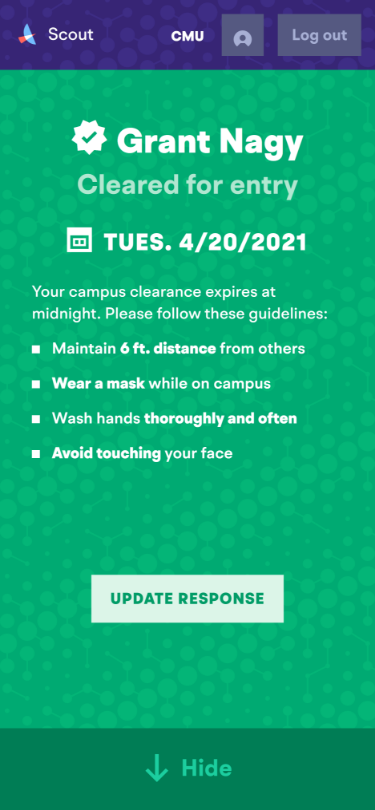 Scout CMU Log out
Grant Nagy
Cleared for entry
TUES. 4/20/2021
Your campus clearance expires at
midnight. Please follow these guidelines:
Maintain 6 ft. distance from others
Wear a mask while on campus
Wash hands thoroughly and often
Avoid touching your face
UPDATE RESPONSE
Hide